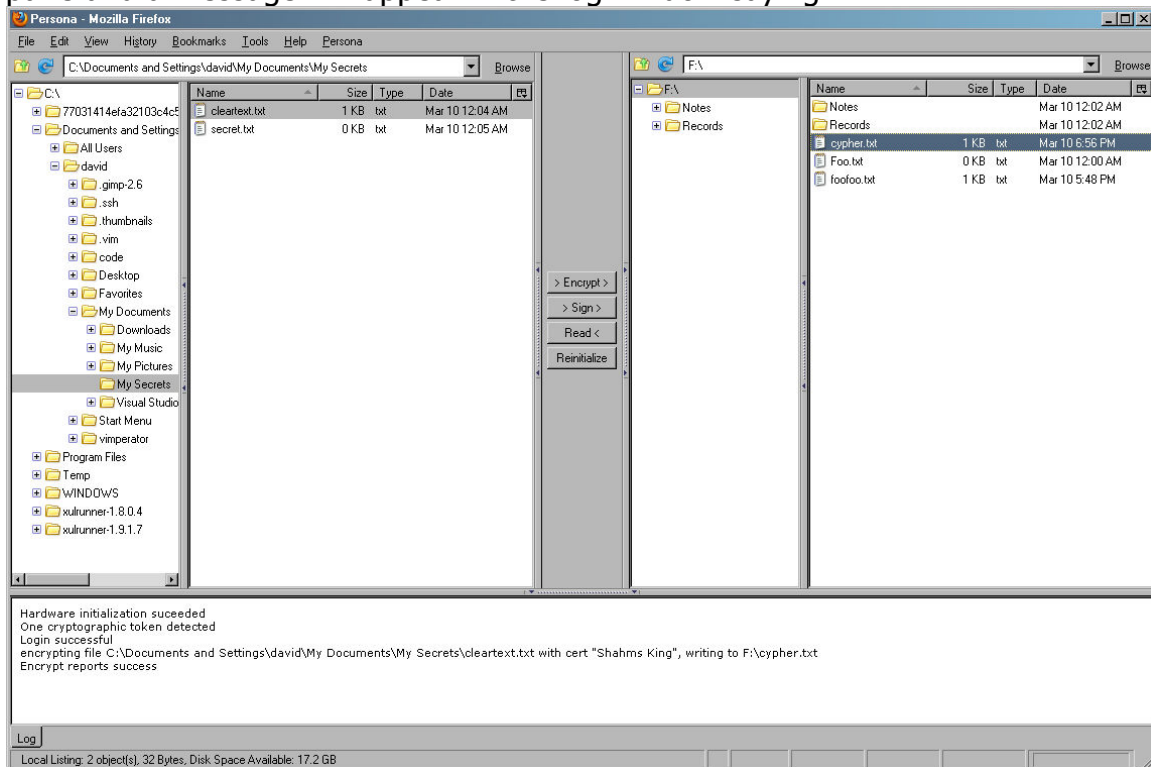 Persona - Mozilla Firefox
File Edit View History Bookmarks Tools Help Persona
C:\Documents and Settings\david\My Documents\My Secrets Browse
F:\ Browse
C:\
77031414efa32103c4c5
Documents and Settings
All Users
david
.gimp-2.6
.ssh
.thumbnails
.vim
code
Desktop
Favorites
My Documents
Downloads
My Music
My Pictures
My Secrets
Visual Studio
Start Menu
vimperator
Program Files
Temp
WINDOWS
xulrunner-1.8.0.4
xulrunner-1.9.1.7
Name Size Type Date
cleartext.txt 1 KB txt Mar 10 12:04 AM
secret.txt 0 KB txt Mar 10 12:05 AM
> Encrypt >
> Sign >
Read <
Reinitialize
F:\
Notes
Records
Name Size Type Date
Notes Mar 10 12:02 AM
Records Mar 10 12:02 AM
cypher.txt 1 KB txt Mar 10 6:56 PM
Foo.txt 0 KB txt Mar 10 12:00 AM
foofoo.txt 1 KB txt Mar 10 5:48 PM
Hardware initialization suceeded
One cryptographic token detected
Login successful
encrypting file C:\Documents and Settings\david\My Documents\My Secrets\cleartext.txt with cert "Shahms King", writing to F:\cypher.txt
Encrypt reports success
Log
Local Listing: 2 object(s), 32 Bytes, Disk Space Available: 17.2 GB